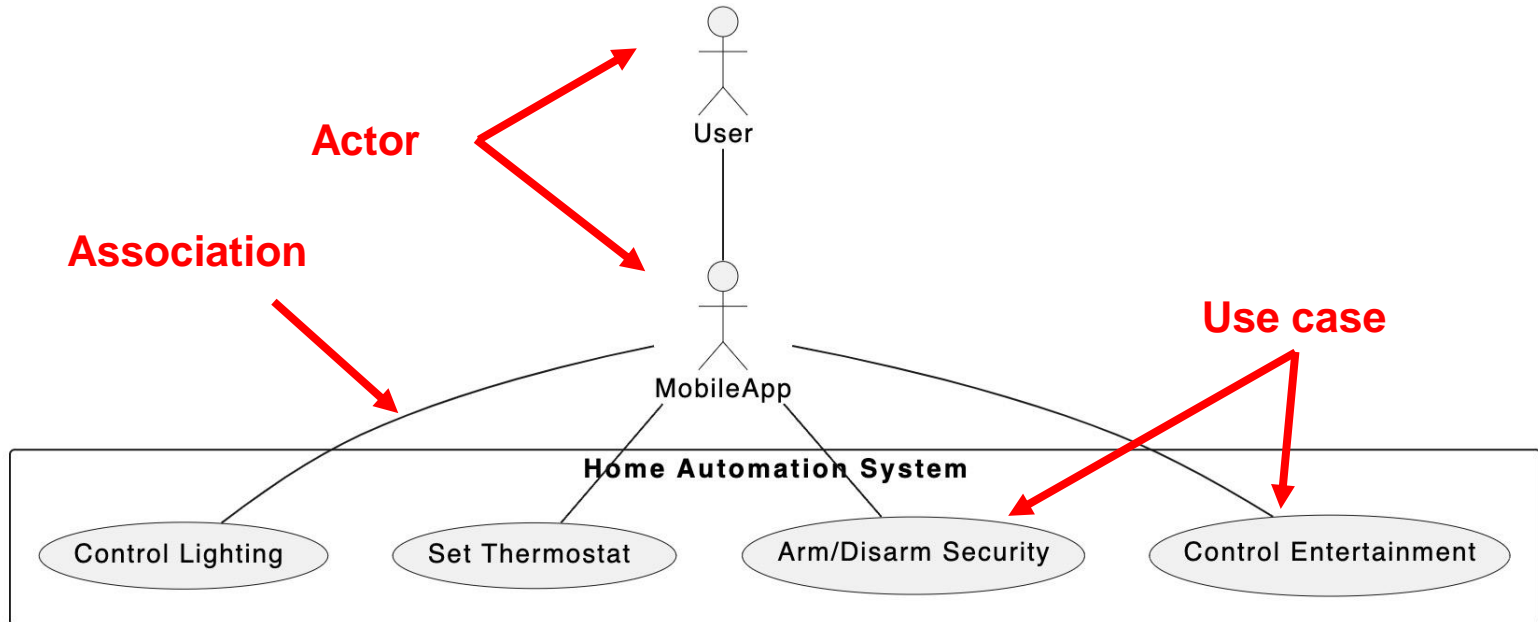 User
Actor
Association
Use case
MobileApp
Home Automation System
Control Lighting
Set Thermostat
Arm/Disarm Security
Control Entertainment